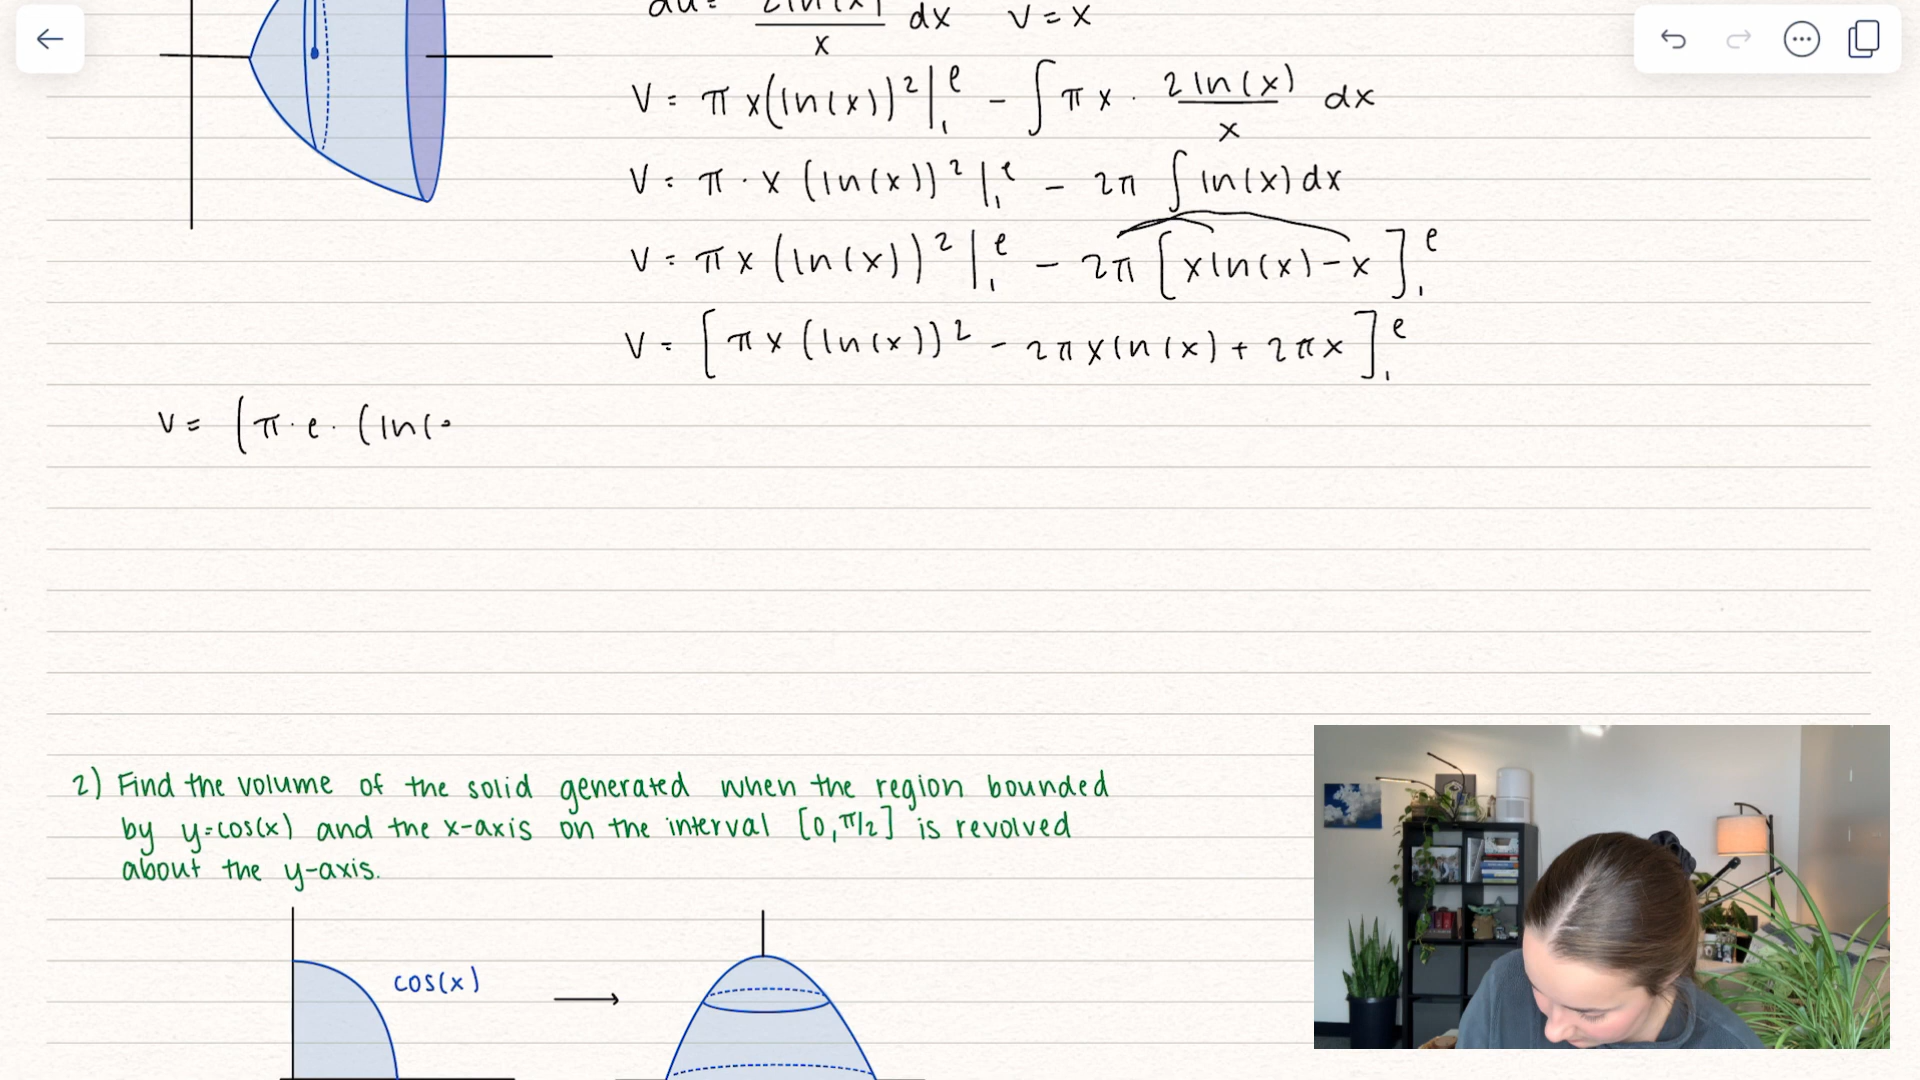 du = 2ln(x)/x dx   v = x
V = π x(ln(x))²|₁ᵉ - ∫ π x · 2 ln(x)/x dx
V = π · x (ln(x))²|₁ᵉ - 2π ∫ ln(x) dx
V = π x (ln(x))²|₁ᵉ - 2π [x ln(x) - x]₁ᵉ
V = [π x (ln(x))² - 2π x ln(x) + 2π x]₁ᵉ
V = (π · e · (ln(
2) Find the volume of the solid generated when the region bounded
by y=cos(x) and the x-axis on the interval [0, π/2] is revolved
about the y-axis.
cos(x)